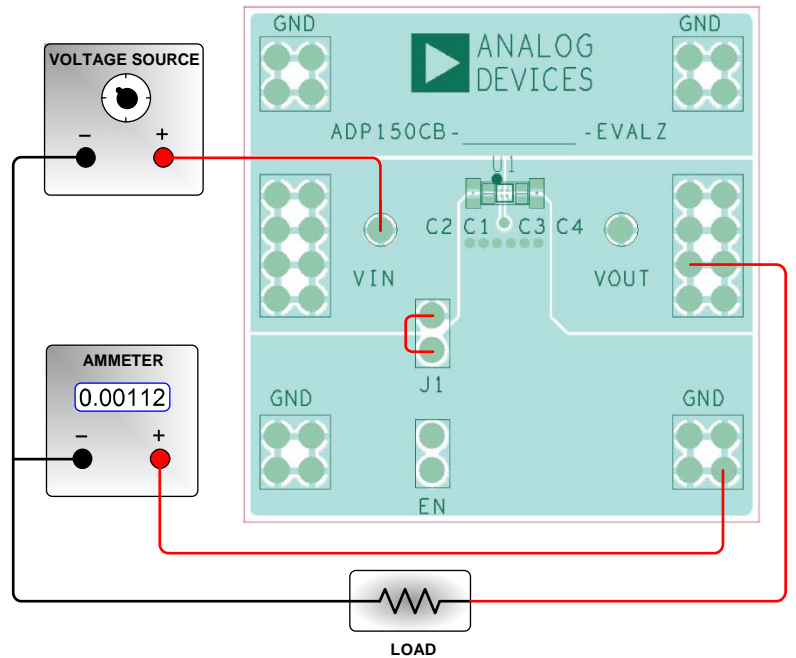 GND
GND
ANALOG
DEVICES
VOLTAGE SOURCE
–
+
ADP150CB-_________-EVALZ
U1
C2 C1 C3 C4
VIN
VOUT
AMMETER
0.00112
–
+
J1
GND
GND
EN
LOAD